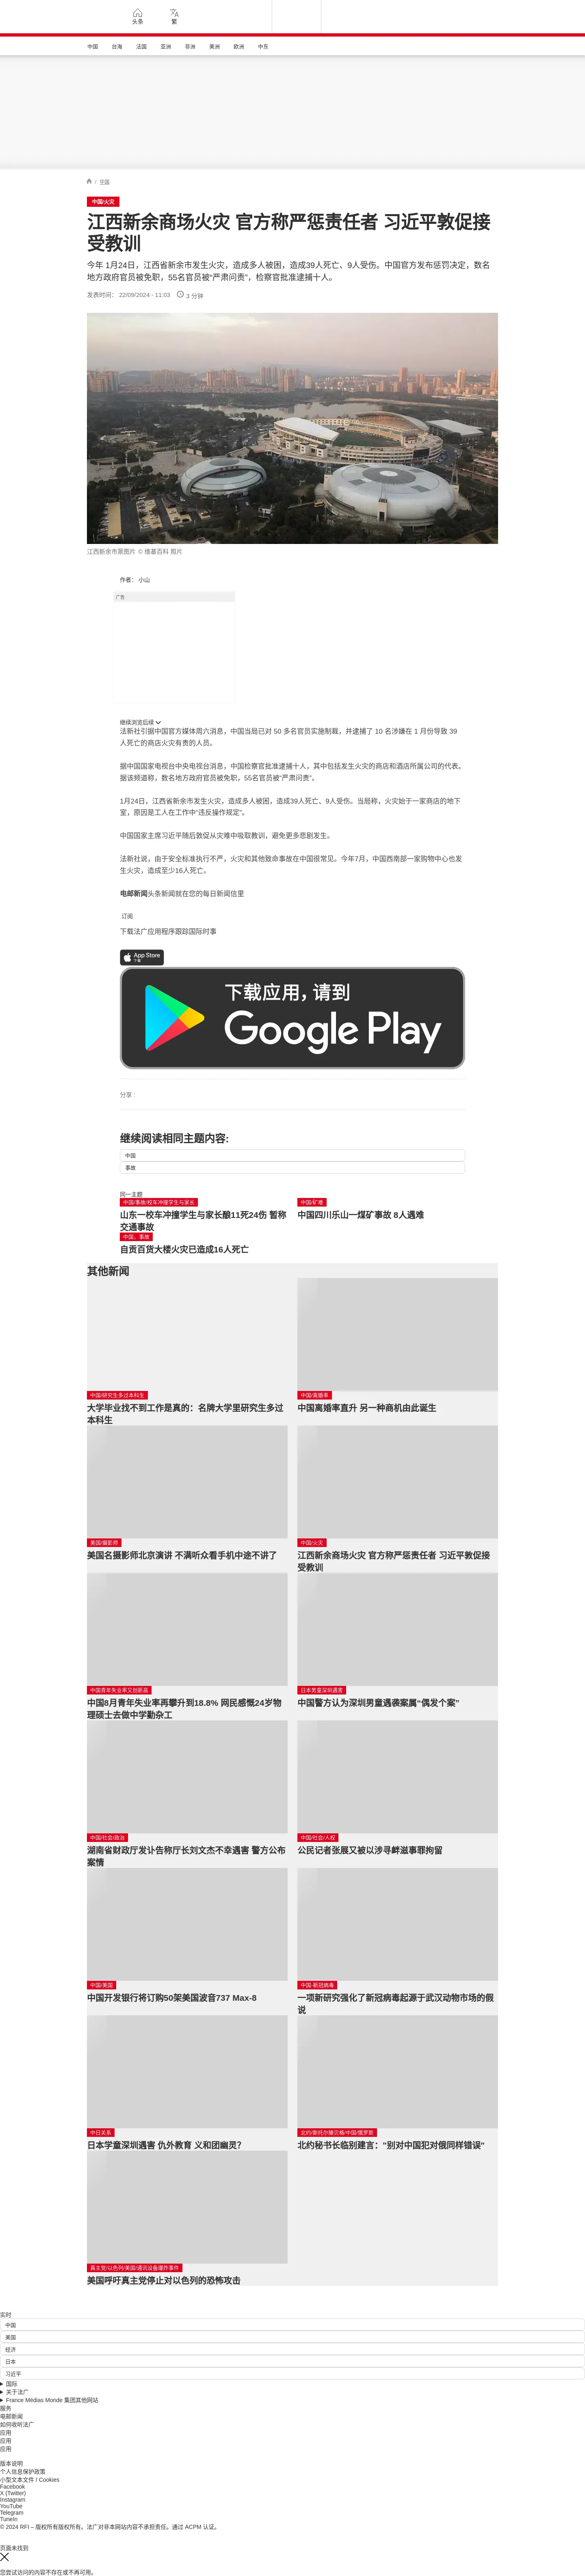 头条
繁
中国
台海
法国
亚洲
非洲
美洲
欧洲
中东
/ 中国
中国/火灾
江西新余商场火灾 官方称严惩责任者 习近平敦促接
受教训
今年 1月24日，江西省新余市发生火灾，造成多人被困，造成39人死亡、9人受伤。中国官方发布惩罚决定，数名
地方政府官员被免职，55名官员被“严肃问责”，检察官批准逮捕十人。
发表时间： 22/09/2024 - 11:03
3 分钟
江西新余市景图片 © 维基百科 照片
作者： 小山
广告
继续浏览后续
法新社引据中国官方媒体周六消息，中国当局已对 50 多名官员实施制裁，并逮捕了 10 名涉嫌在 1 月份导致 39
人死亡的商店火灾有责的人员。
据中国国家电视台中央电视台消息，中国检察官批准逮捕十人，其中包括发生火灾的商店和酒店所属公司的代表。
据该频道称，数名地方政府官员被免职，55名官员被“严肃问责”。
1月24日，江西省新余市发生火灾，造成多人被困，造成39人死亡、9人受伤。当局称，火灾始于一家商店的地下
室，原因是工人在工作中“违反操作规定”。
中国国家主席习近平随后敦促从灾难中吸取教训，避免更多悲剧发生。
法新社说，由于安全标准执行不严，火灾和其他致命事故在中国很常见。今年7月，中国西南部一家购物中心也发
生火灾，造成至少16人死亡。
电邮新闻头条新闻就在您的每日新闻信里
订阅
下载法广应用程序跟踪国际时事
App Store
下载
下载应用，请到
Google Play
分享 :
继续阅读相同主题内容:
中国
事故
同一主题
中国/事故/校车冲撞学生与家长
山东一校车冲撞学生与家长酿11死24伤 暂称
交通事故
中国/矿难
中国四川乐山一煤矿事故 8人遇难
中国、事故
自贡百货大楼火灾已造成16人死亡
其他新闻
中国/研究生多过本科生
大学毕业找不到工作是真的：名牌大学里研究生多过
本科生
中国/离婚率
中国离婚率直升 另一种商机由此诞生
美国/摄影师
美国名摄影师北京演讲 不满听众看手机中途不讲了
中国/火灾
江西新余商场火灾 官方称严惩责任者 习近平敦促接
受教训
中国青年失业率又创新高
中国8月青年失业率再攀升到18.8% 网民感慨24岁物
理硕士去做中学勤杂工
日本男童深圳遇害
中国警方认为深圳男童遇袭案属“偶发个案”
中国/社会/政治
湖南省财政厅发讣告称厅长刘文杰不幸遇害 警方公布
案情
中国/社会/人权
公民记者张展又被以涉寻衅滋事罪拘留
中国/美国
中国开发银行将订购50架美国波音737 Max-8
中国-新冠病毒
一项新研究强化了新冠病毒起源于武汉动物市场的假
说
中日关系
日本学童深圳遇害 仇外教育 义和团幽灵？
北约/斯托尔滕贝格/中国/俄罗斯
北约秘书长临别建言："别对中国犯对俄同样错误"
真主党/以色列/美国/通讯设备爆炸事件
美国呼吁真主党停止对以色列的恐怖攻击
实时
中国
美国
经济
日本
习近平
国际
关于法广
France Médias Monde 集团其他网站
服务
电邮新闻
如何收听法广
应用
应用
应用
版本说明
个人信息保护政策
小型文本文件 / Cookies
Facebook
X (Twitter)
Instagram
YouTube
Telegram
TuneIn
© 2024 RFI – 版权所有版权所有。法广对非本网站内容不承担责任。通过 ACPM 认证。
页面未找到
您尝试访问的内容不存在或不再可用。